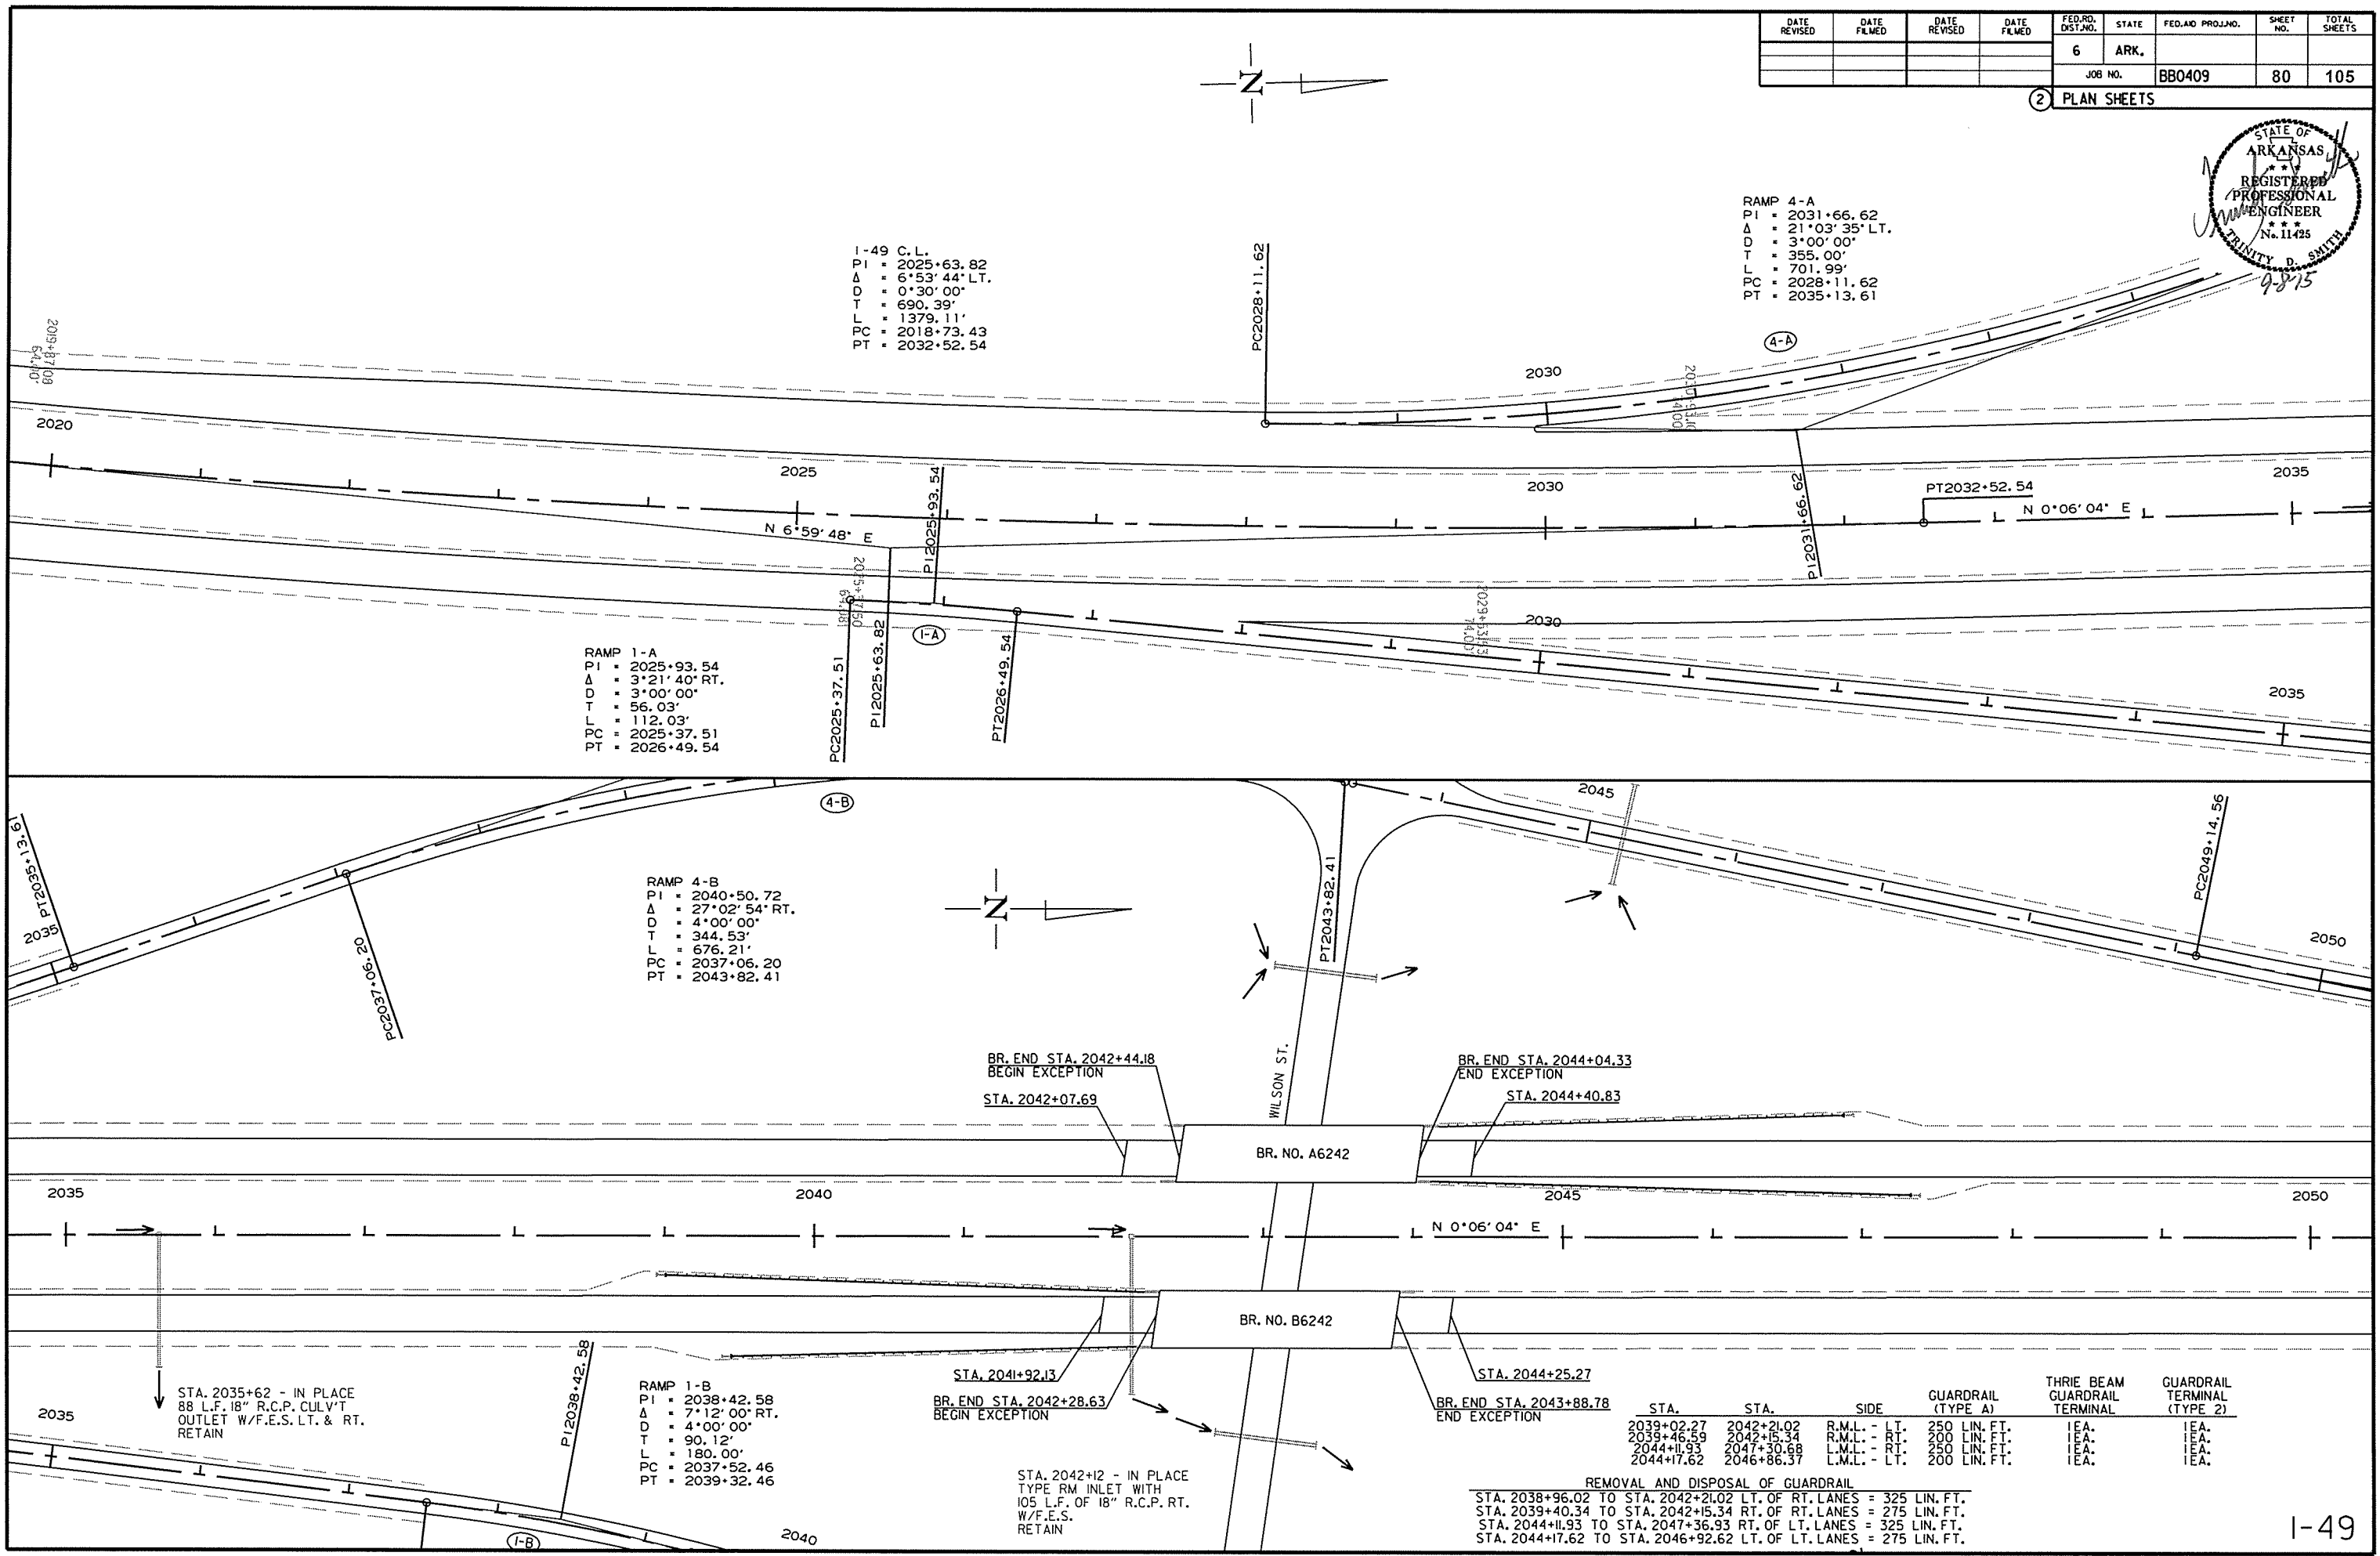 DATE REVISED DATE FILMED DATE REVISED DATE FILMED FED.RD. DIST.NO. STATE FED.AID PROJ.NO. SHEET NO. TOTAL SHEETS
6 ARK.
JOB NO. BB0409 80 105
2 PLAN SHEETS
STATE OF
ARKANSAS
REGISTERED
PROFESSIONAL
ENGINEER
No. 11425
TRINITY D. SMITH
9-8-15
N
I-49 C.L.
PI = 2025+63.82
Δ = 6°53'44" LT.
D = 0°30'00"
T = 690.39'
L = 1379.11'
PC = 2018+73.43
PT = 2032+52.54
PC2028+11.62
RAMP 4-A
PI = 2031+66.62
Δ = 21°03'35" LT.
D = 3°00'00"
T = 355.00'
L = 701.99'
PC = 2028+11.62
PT = 2035+13.61
4-A
2030
2020
2025
2030
2035
PI2025+93.54
PI2031+66.62
PT2032+52.54
N 6°59'48" E
N 0°06'04" E
1-A
2030
2035
RAMP 1-A
PI = 2025+93.54
Δ = 3°21'40" RT.
D = 3°00'00"
T = 56.03'
L = 112.03'
PC = 2025+37.51
PT = 2026+49.54
PC2025+37.51
PI2025+63.82
PT2026+49.54
4-B
2045
PT2035+13.61
2035
PC2037+06.20
RAMP 4-B
PI = 2040+50.72
Δ = 27°02'54" RT.
D = 4°00'00"
T = 344.53'
L = 676.21'
PC = 2037+06.20
PT = 2043+82.41
N
PT2043+82.41
PC2049+14.56
2050
WILSON ST.
BR. END STA. 2042+44.18
BEGIN EXCEPTION
STA. 2042+07.69
BR. END STA. 2044+04.33
END EXCEPTION
STA. 2044+40.83
BR. NO. A6242
2035
2040
2045
2050
N 0°06'04" E
BR. NO. B6242
STA. 2041+92.13
BR. END STA. 2042+28.63
BEGIN EXCEPTION
STA. 2044+25.27
BR. END STA. 2043+88.78
END EXCEPTION
STA. 2035+62 - IN PLACE
88 L.F. 18" R.C.P. CULV'T
OUTLET W/F.E.S. LT. & RT.
RETAIN
2035
PI2038+42.58
RAMP 1-B
PI = 2038+42.58
Δ = 7°12'00" RT.
D = 4°00'00"
T = 90.12'
L = 180.00'
PC = 2037+52.46
PT = 2039+32.46
1-B
2040
STA. 2042+12 - IN PLACE
TYPE RM INLET WITH
105 L.F. OF 18" R.C.P. RT.
W/F.E.S.
RETAIN
STA. STA. SIDE GUARDRAIL (TYPE A) THRIE BEAM GUARDRAIL TERMINAL GUARDRAIL TERMINAL (TYPE 2)
2039+02.27 2042+21.02 R.M.L. - LT. 250 LIN. FT. 1 EA. 1 EA.
2039+46.59 2042+15.34 R.M.L. - RT. 200 LIN. FT. 1 EA. 1 EA.
2044+11.93 2047+30.68 L.M.L. - RT. 250 LIN. FT. 1 EA. 1 EA.
2044+17.62 2046+86.37 L.M.L. - LT. 200 LIN. FT. 1 EA. 1 EA.
REMOVAL AND DISPOSAL OF GUARDRAIL
STA. 2038+96.02 TO STA. 2042+21.02 LT. OF RT. LANES = 325 LIN. FT.
STA. 2039+40.34 TO STA. 2042+15.34 RT. OF RT. LANES = 275 LIN. FT.
STA. 2044+11.93 TO STA. 2047+36.93 RT. OF LT. LANES = 325 LIN. FT.
STA. 2044+17.62 TO STA. 2046+92.62 LT. OF LT. LANES = 275 LIN. FT.
I-49